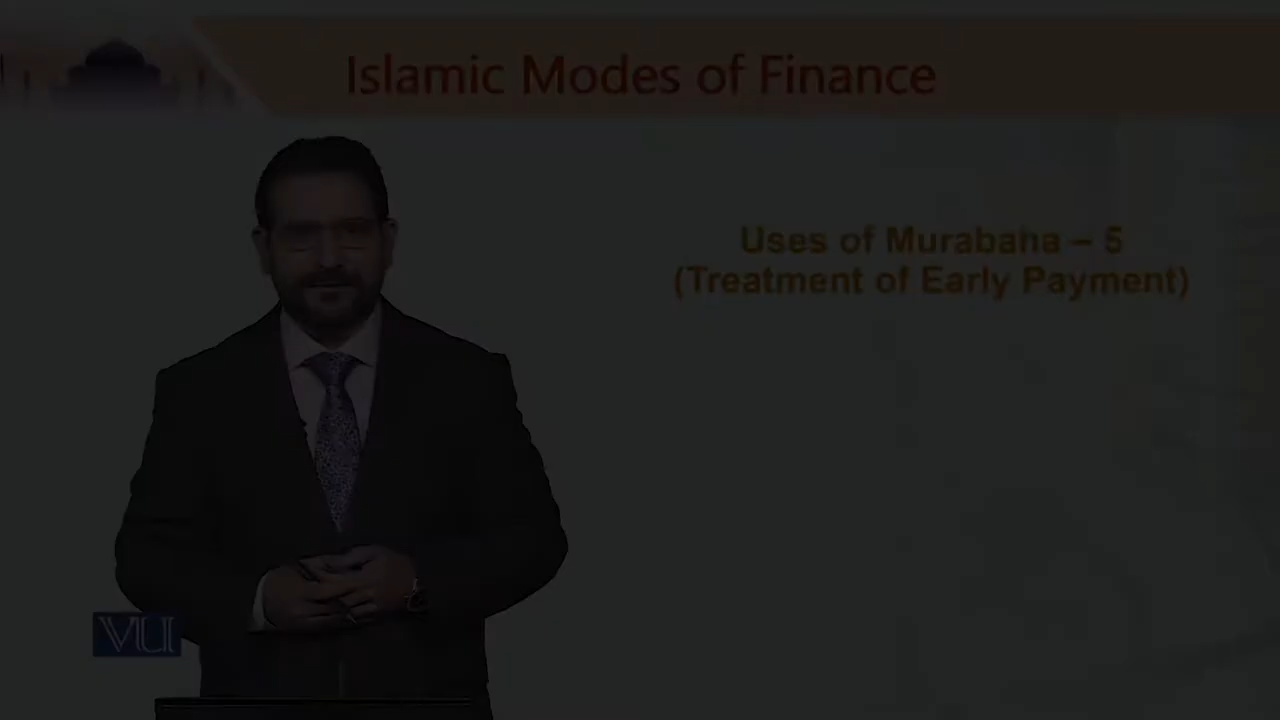 Islamic Modes of Finance
Uses of Murabaha – 5
(Treatment of Early Payment)
VU